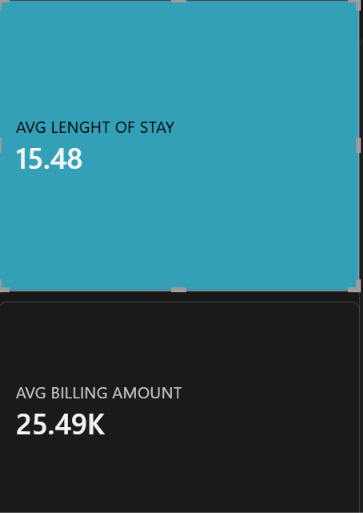 AVG LENGHT OF STAY
15.48
AVG BILLING AMOUNT
25.49K